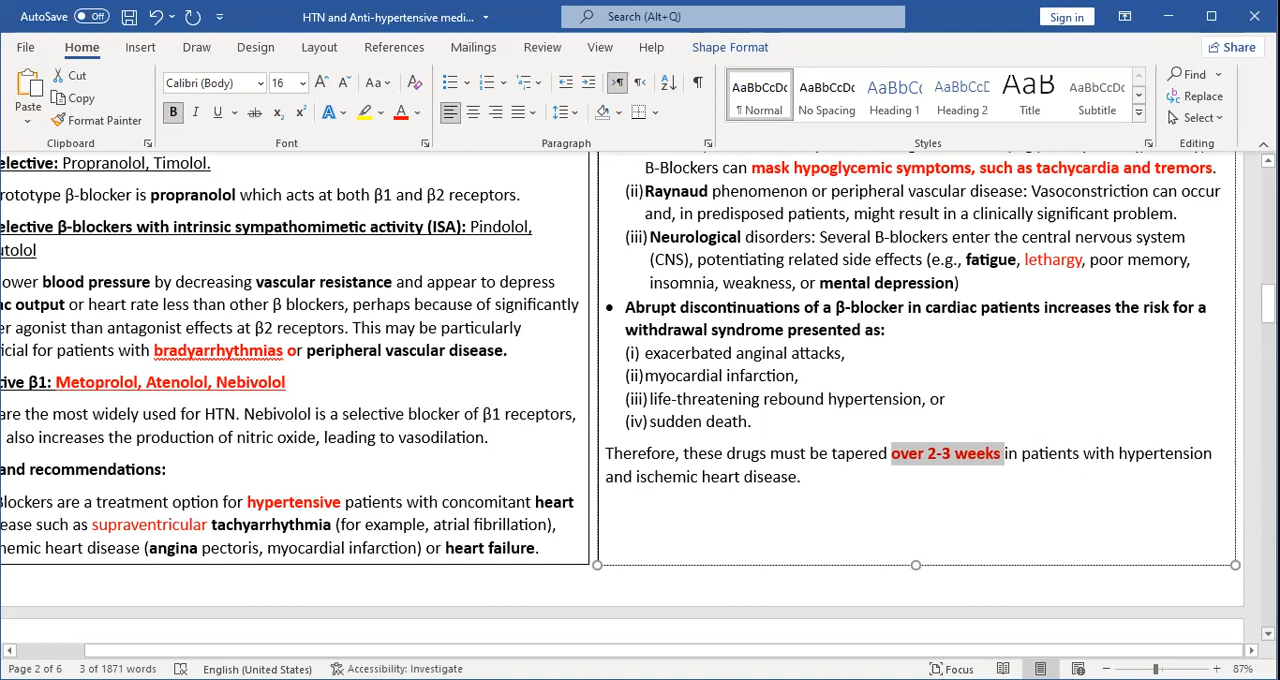 AutoSave Off HTN and Anti-hypertensive medi... Search (Alt+Q) Sign in
File Home Insert Draw Design Layout References Mailings Review View Help Shape Format Share
Paste Cut Copy Format Painter
Clipboard
Calibri (Body) 16 A A Aa A
B I U ab x₂ x² A A
Font
Paragraph
AaBbCcDc ¶ Normal
AaBbCcDc No Spacing
AaBbCc Heading 1
AaBbCcC Heading 2
AaB Title
AaBbCcDc Subtitle
Styles
Find
Replace
Select
Editing
elective: Propranolol, Timolol.
rototype β-blocker is propranolol which acts at both β1 and β2 receptors.
elective β-blockers with intrinsic sympathomimetic activity (ISA): Pindolol,
utolol
ower blood pressure by decreasing vascular resistance and appear to depress
ac output or heart rate less than other β blockers, perhaps because of significantly
er agonist than antagonist effects at β2 receptors. This may be particularly
icial for patients with bradyarrhythmias or peripheral vascular disease.
tive β1: Metoprolol, Atenolol, Nebivolol
are the most widely used for HTN. Nebivolol is a selective blocker of β1 receptors,
also increases the production of nitric oxide, leading to vasodilation.
and recommendations:
Blockers are a treatment option for hypertensive patients with concomitant heart
ease such as supraventricular tachyarrhythmia (for example, atrial fibrillation),
hemic heart disease (angina pectoris, myocardial infarction) or heart failure.
B-Blockers can mask hypoglycemic symptoms, such as tachycardia and tremors.
(ii) Raynaud phenomenon or peripheral vascular disease: Vasoconstriction can occur
and, in predisposed patients, might result in a clinically significant problem.
(iii) Neurological disorders: Several B-blockers enter the central nervous system
(CNS), potentiating related side effects (e.g., fatigue, lethargy, poor memory,
insomnia, weakness, or mental depression)
• Abrupt discontinuations of a β-blocker in cardiac patients increases the risk for a
withdrawal syndrome presented as:
(i) exacerbated anginal attacks,
(ii) myocardial infarction,
(iii) life-threatening rebound hypertension, or
(iv) sudden death.
Therefore, these drugs must be tapered over 2-3 weeks in patients with hypertension
and ischemic heart disease.
Page 2 of 6 3 of 1871 words English (United States) Accessibility: Investigate Focus 87%